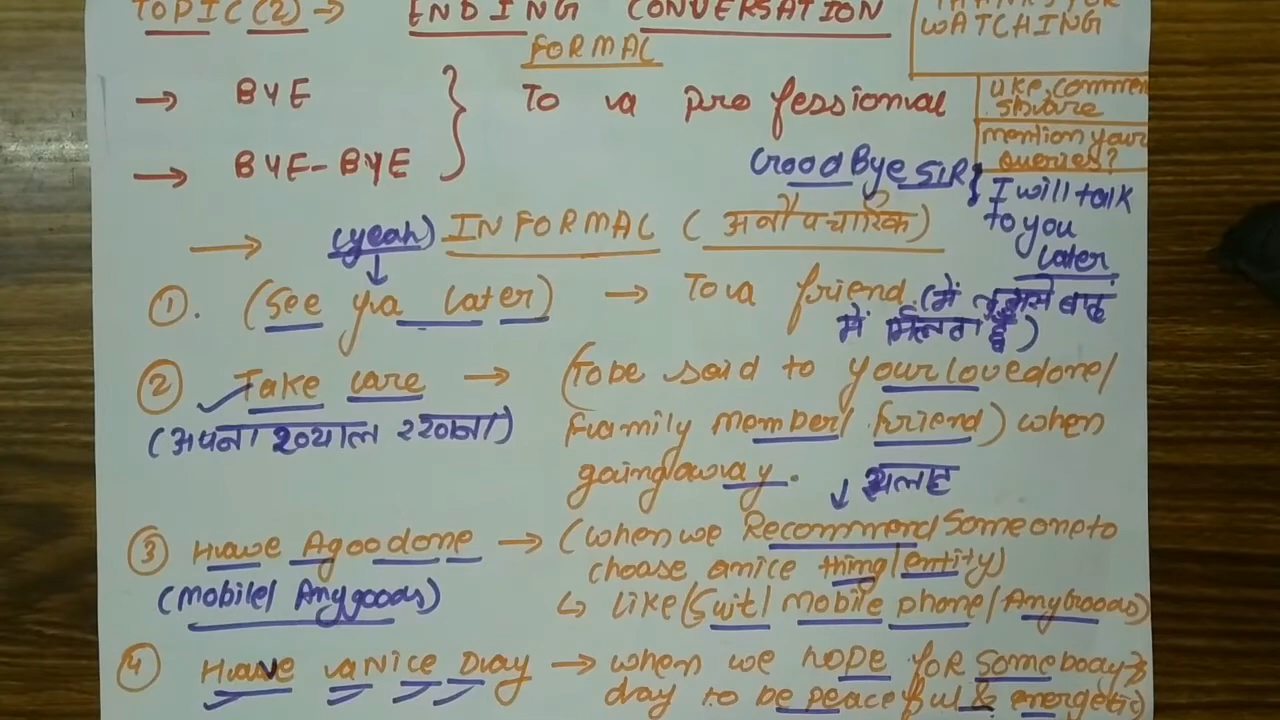 TOPIC (2) → ENDING CONVERSATION
WATCHING
FORMAL
→ BYE
→ BYE-BYE
To a professional
Like, commen
share
mention your
queries?
Good Bye SIR
I will talk
to you
Later
→ (yeah) INFORMAL (अनौपचारिक)
①. (See ya Later) → To a friend (में तुमसे बाद
में मिलता हूँ)
② Take care → (To be said to your loved one/
(अपना ख्याल रखना) Family member/ friend) when
going away.
↓ सलाह
③ Have A good one → (when we Recommend Someone to
(Mobile/ Any goods) choose a nice thing/entity)
↳ Like (Suit/ Mobile phone/ Any Goods)
④ Have a Nice Day → when we HOPE for Somebody's
day to be peaceful & energetic